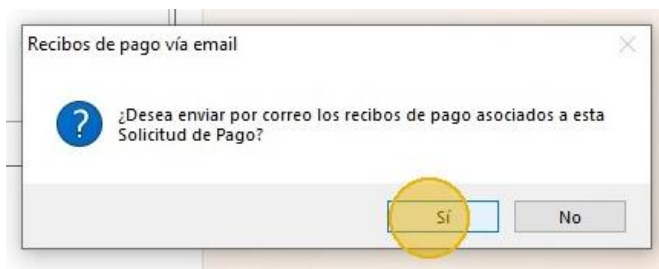 Recibos de pago vía email
¿Desea enviar por correo los recibos de pago asociados a esta
Solicitud de Pago?
Sí
No